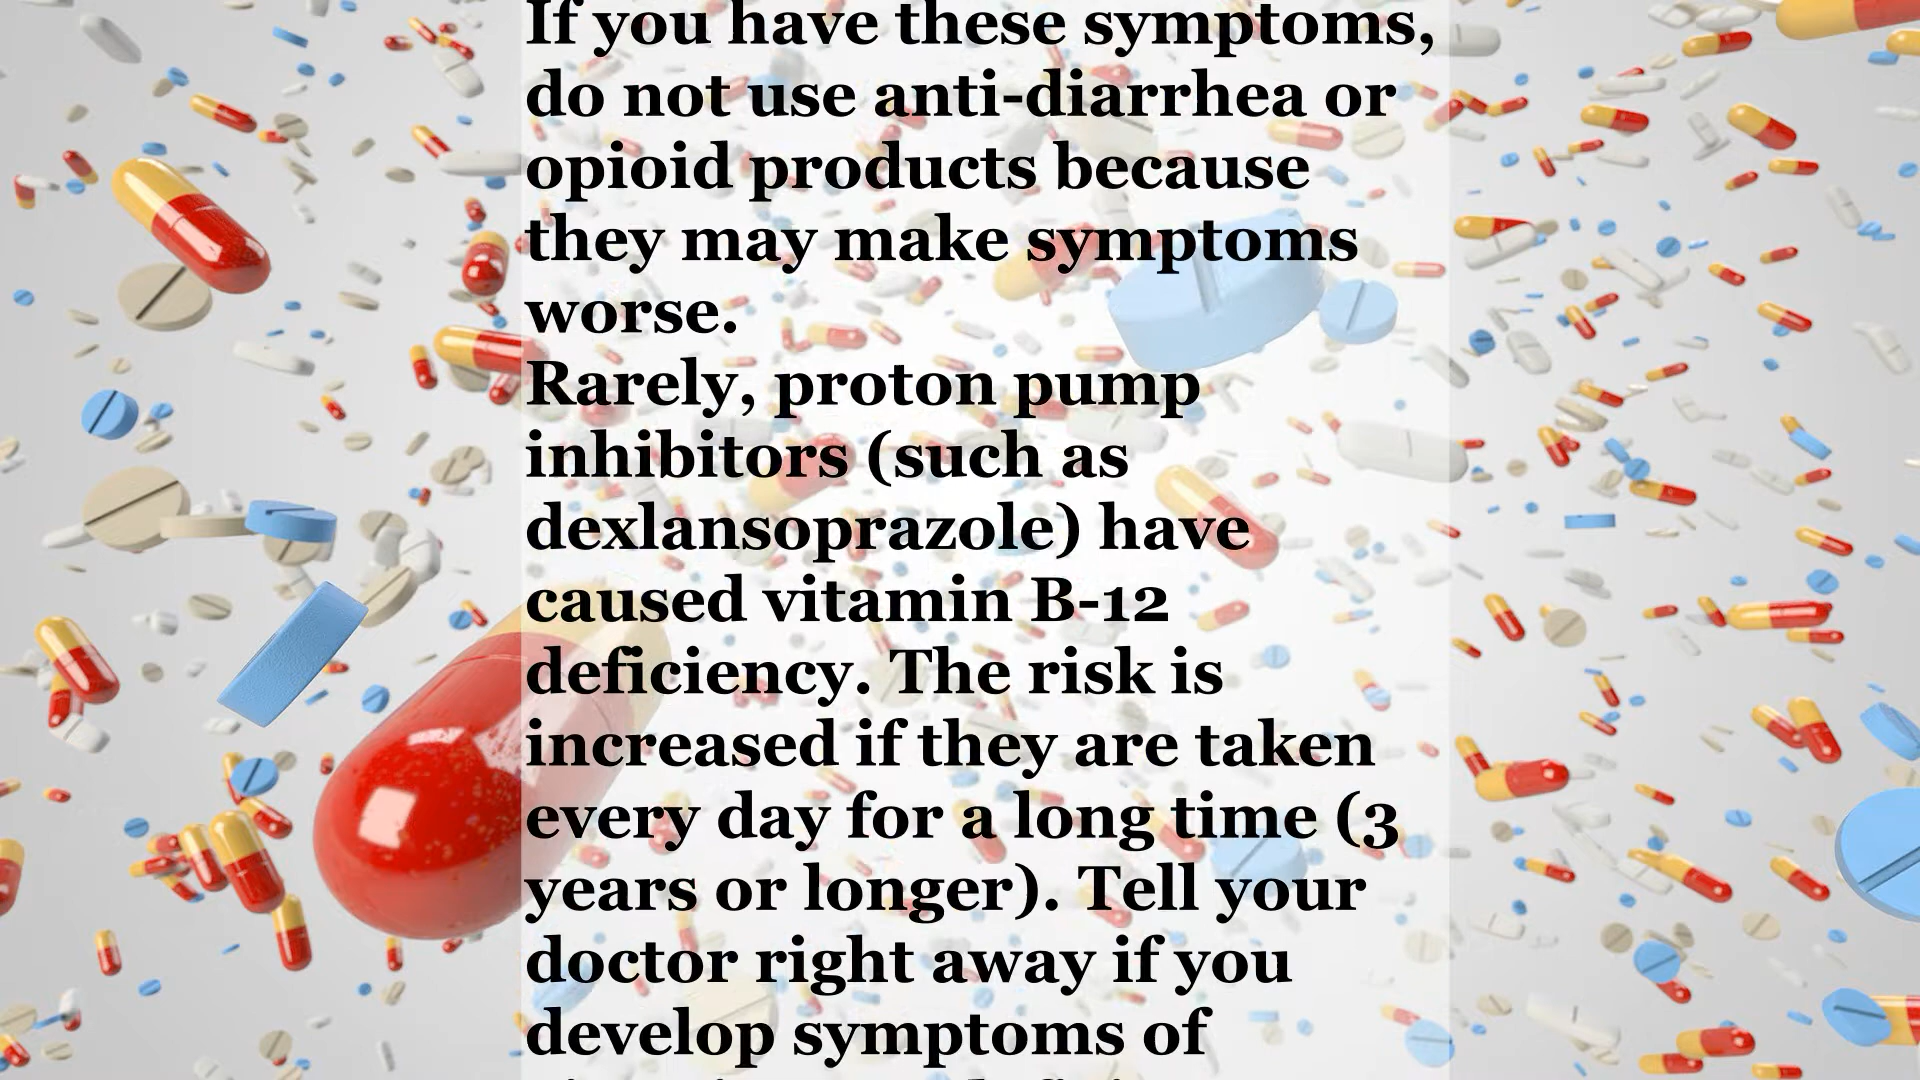 If you have these symptoms,
do not use anti-diarrhea or
opioid products because
they may make symptoms
worse.
Rarely, proton pump
inhibitors (such as
dexlansoprazole) have
caused vitamin B-12
deficiency. The risk is
increased if they are taken
every day for a long time (3
years or longer). Tell your
doctor right away if you
develop symptoms of